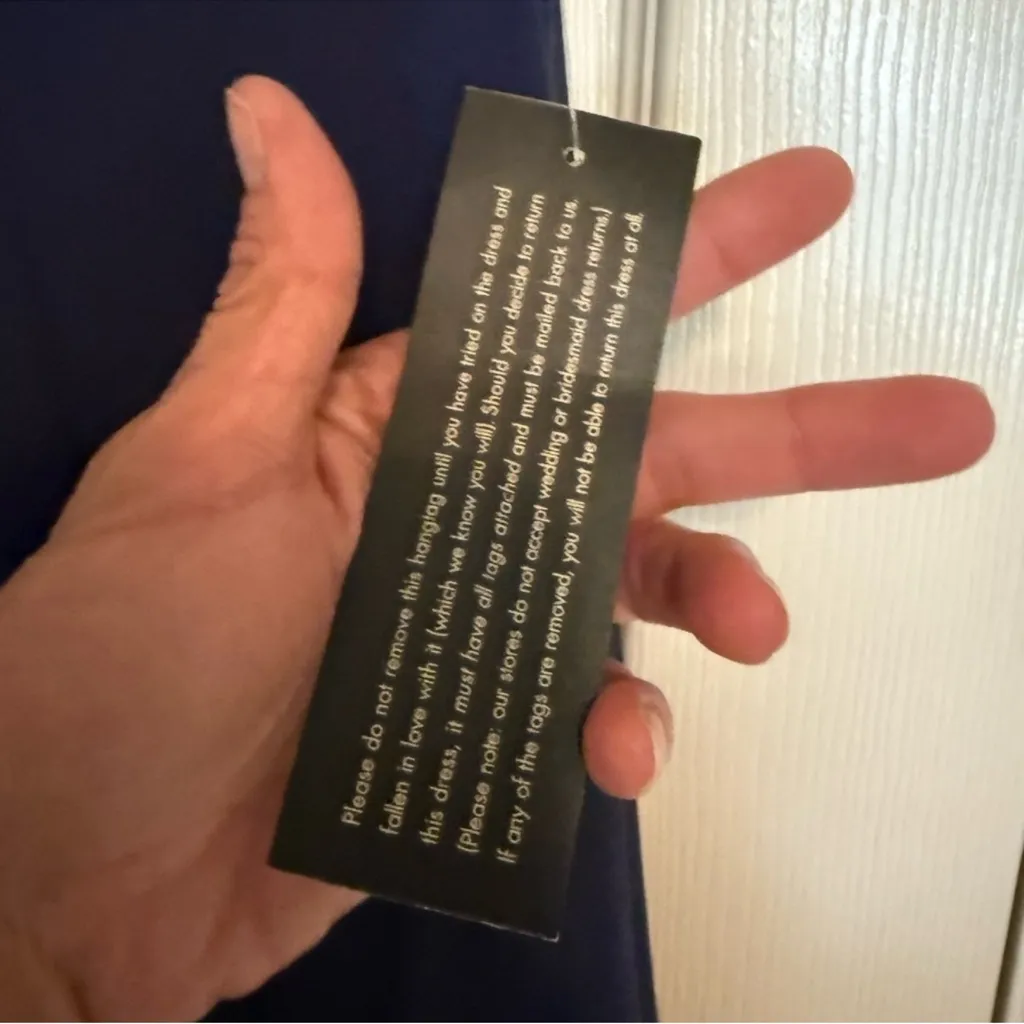 Please do not remove this hangtag until you have tried on the dress and
fallen in love with it (which we know you will). Should you decide to return
this dress, it must have all tags attached and must be mailed back to us.
(Please note: our stores do not accept wedding or bridesmaid dress returns.)
If any of the tags are removed, you will not be able to return this dress at all.